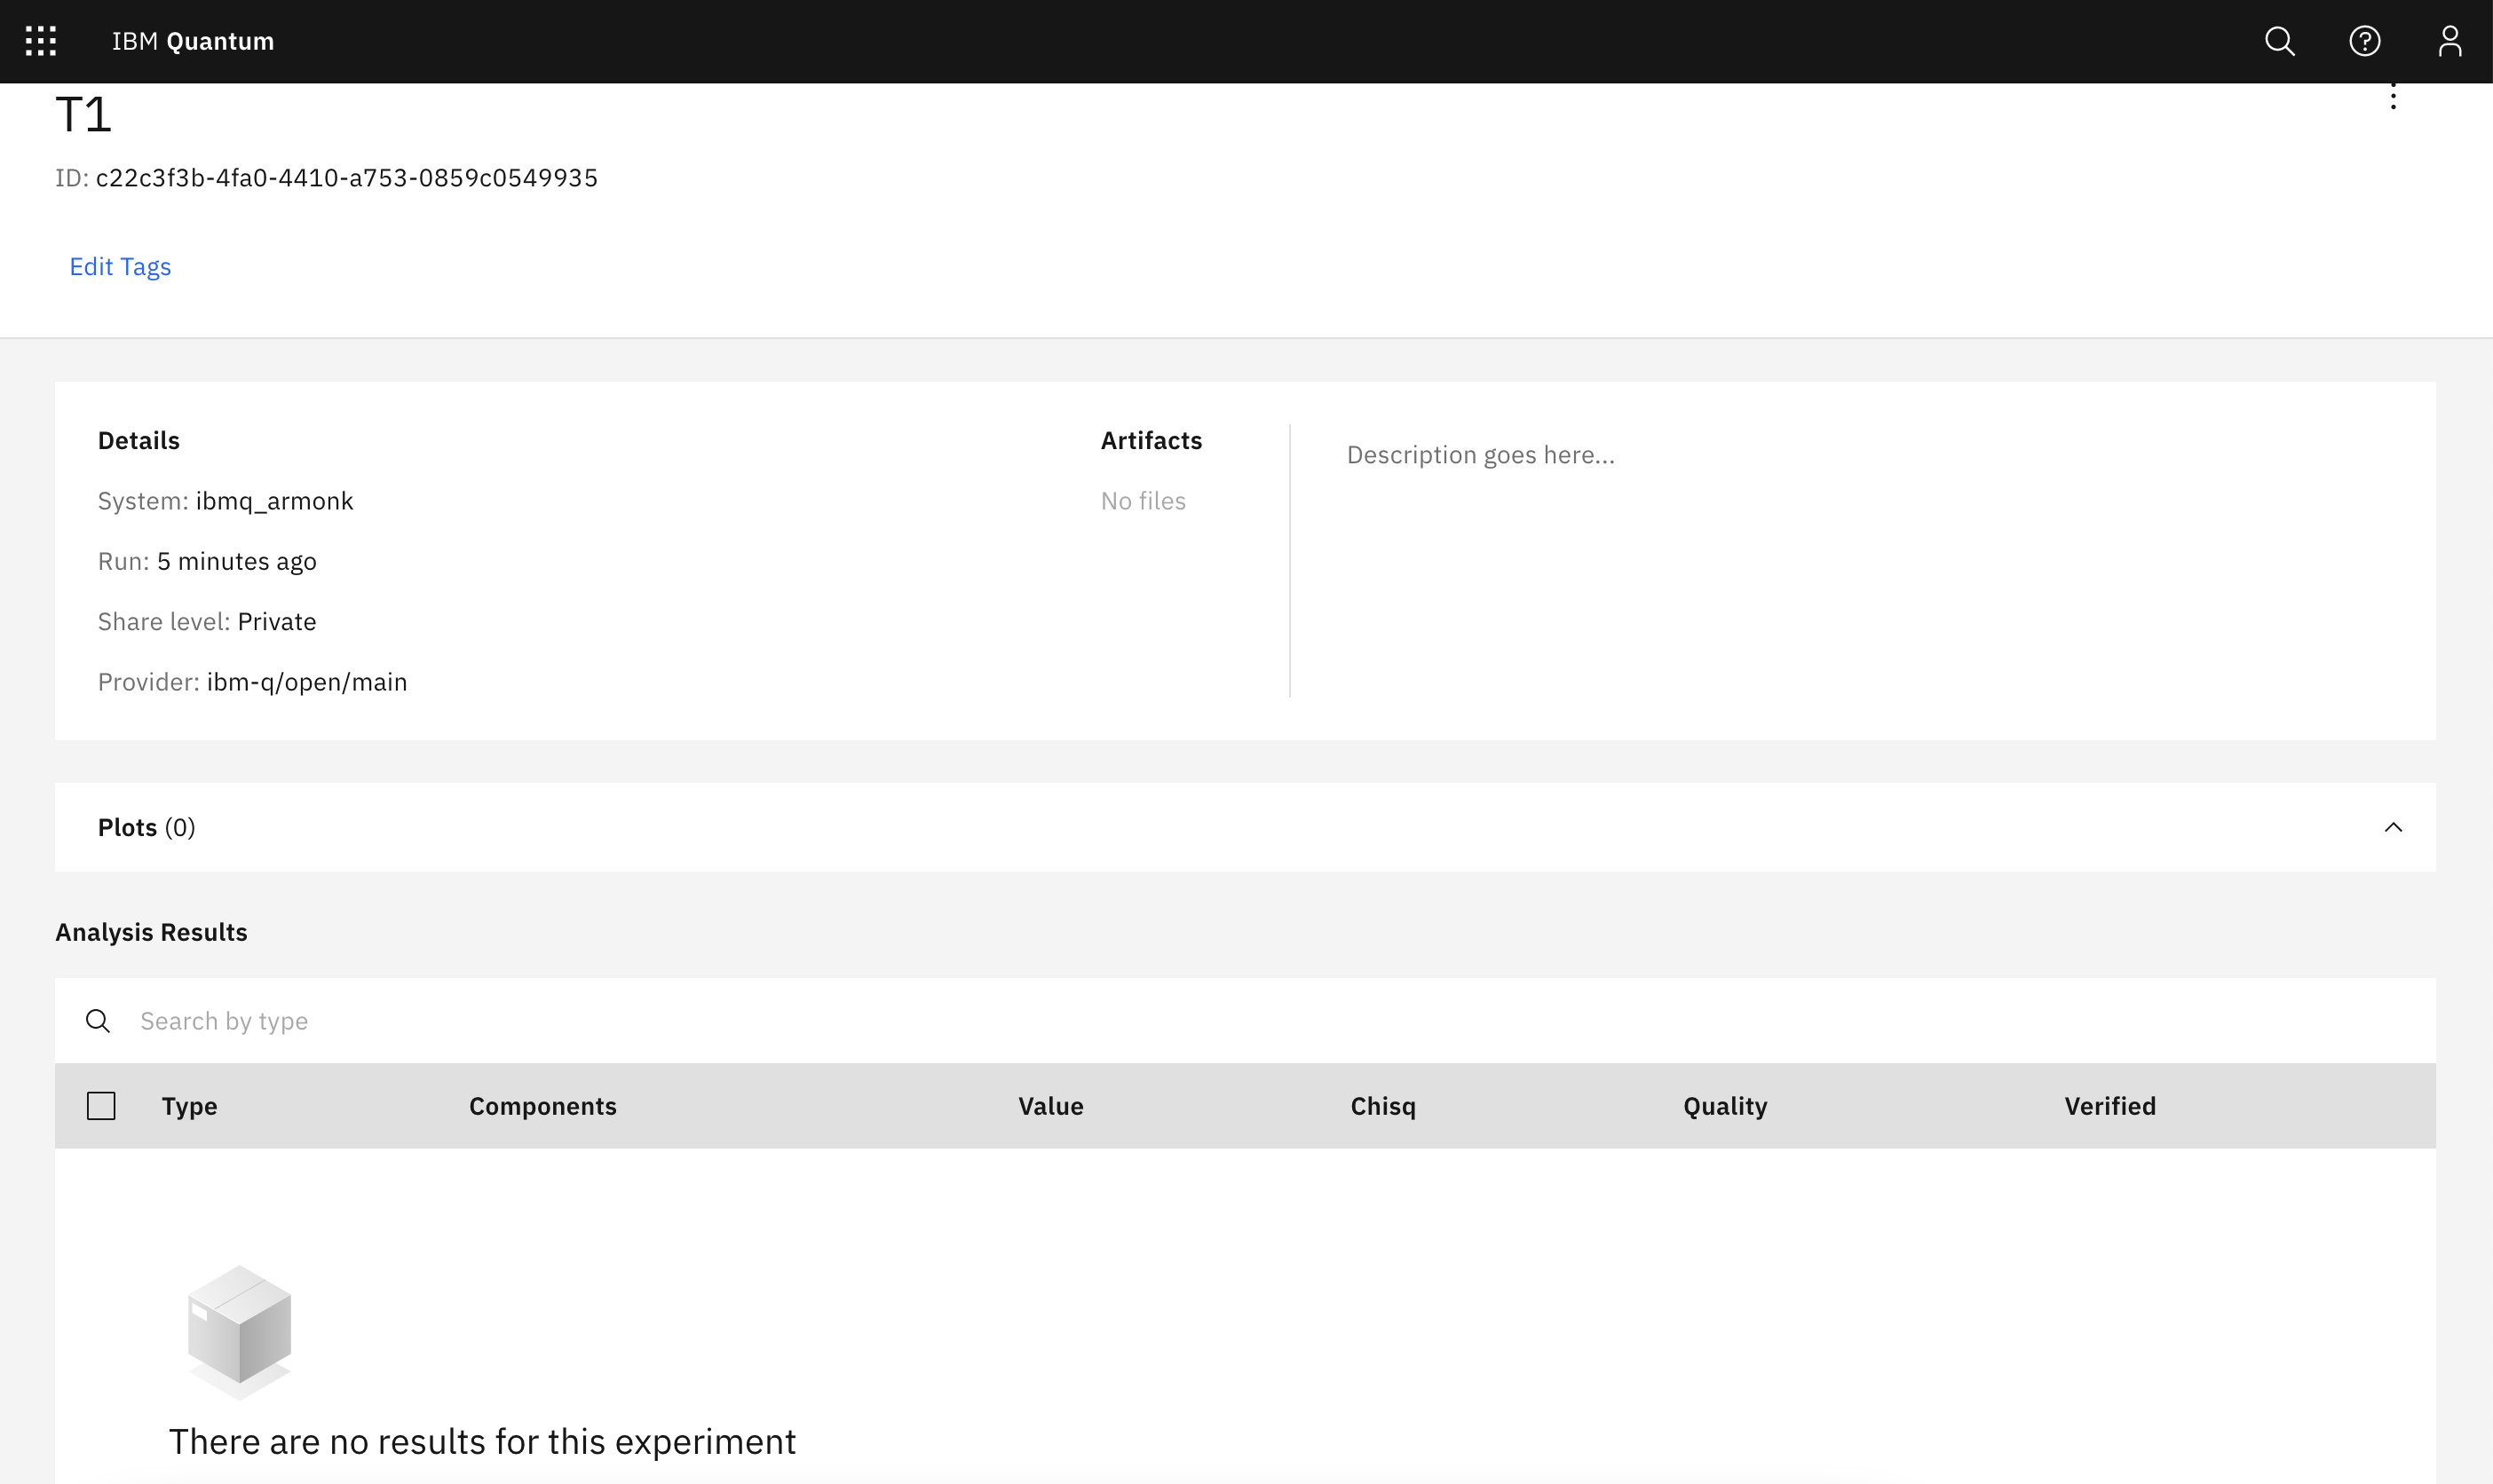 IBM Quantum
T1
ID: c22c3f3b-4fa0-4410-a753-0859c0549935
Edit Tags
Details
System: ibmq_armonk
Run: 5 minutes ago
Share level: Private
Provider: ibm-q/open/main
Artifacts
No files
Description goes here...
Plots (0)
Analysis Results
Search by type
Type Components Value Chisq Quality Verified
There are no results for this experiment